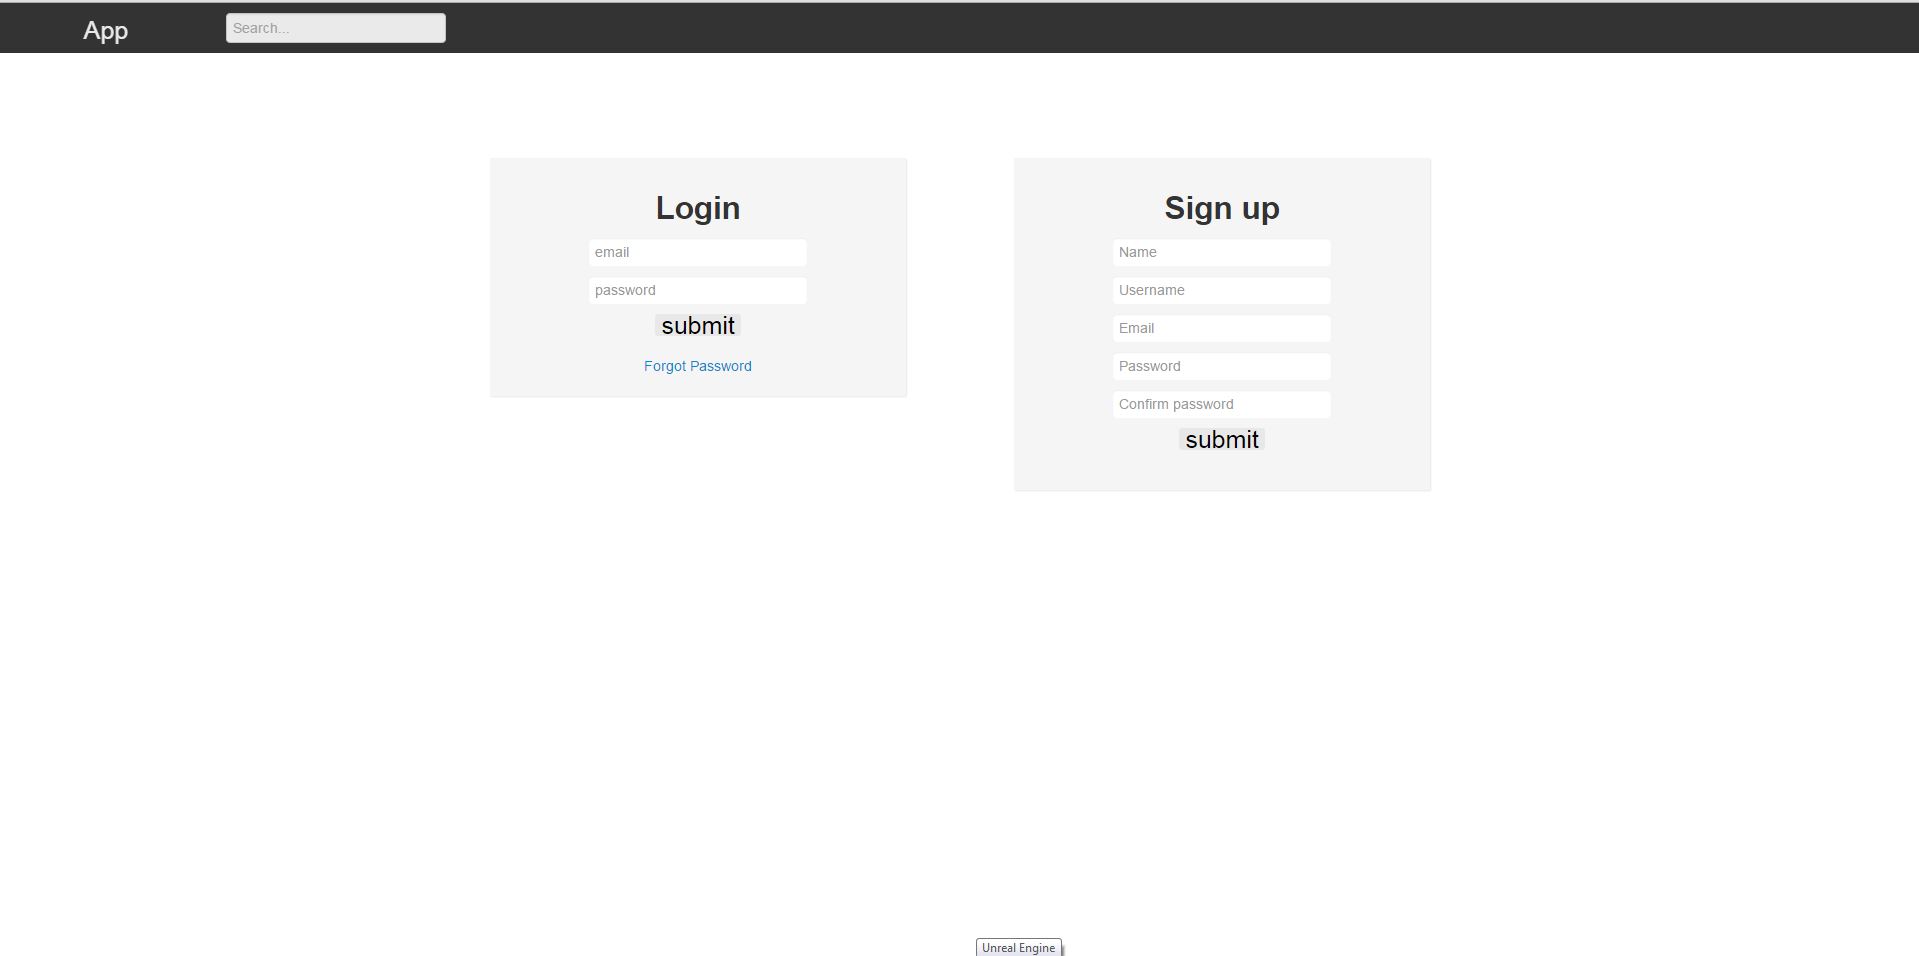 App
Search...
Login
email
password
submit
Forgot Password
Sign up
Name
Username
Email
Password
Confirm password
submit
Unreal Engine